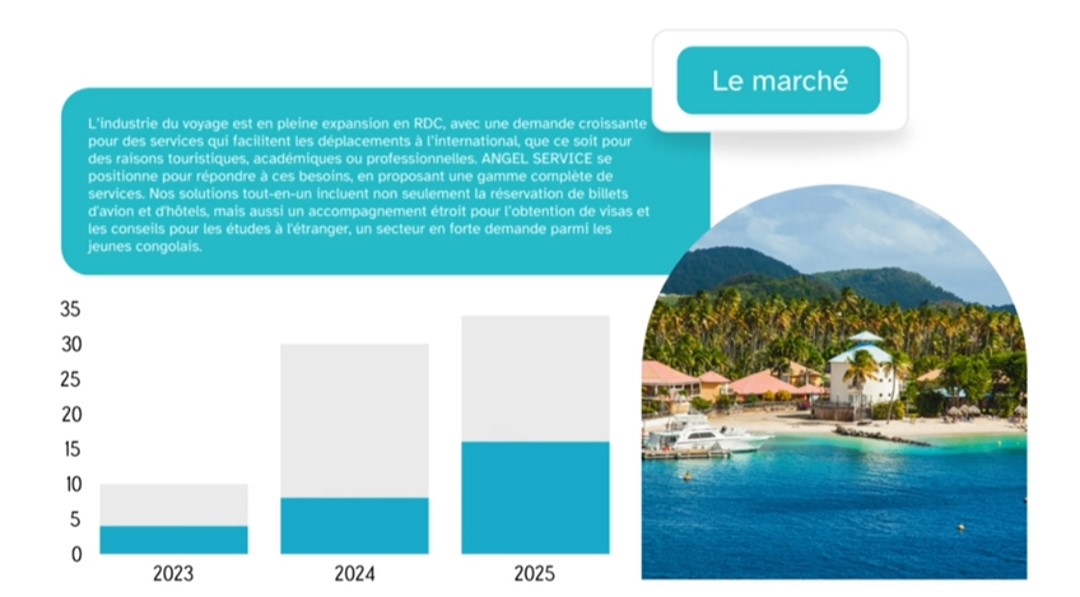 Le marché
L'industrie du voyage est en pleine expansion en RDC, avec une demande croissante
pour des services qui facilitent les déplacements à l'international, que ce soit pour
des raisons touristiques, académiques ou professionnelles. ANGEL SERVICE se
positionne pour répondre à ces besoins, en proposant une gamme complète de
services. Nos solutions tout-en-un incluent non seulement la réservation de billets
d'avion et d'hôtels, mais aussi un accompagnement étroit pour l'obtention de visas et
les conseils pour les études à l'étranger, un secteur en forte demande parmi les
jeunes congolais.
35
30
25
20
15
10
5
0
2023 2024 2025